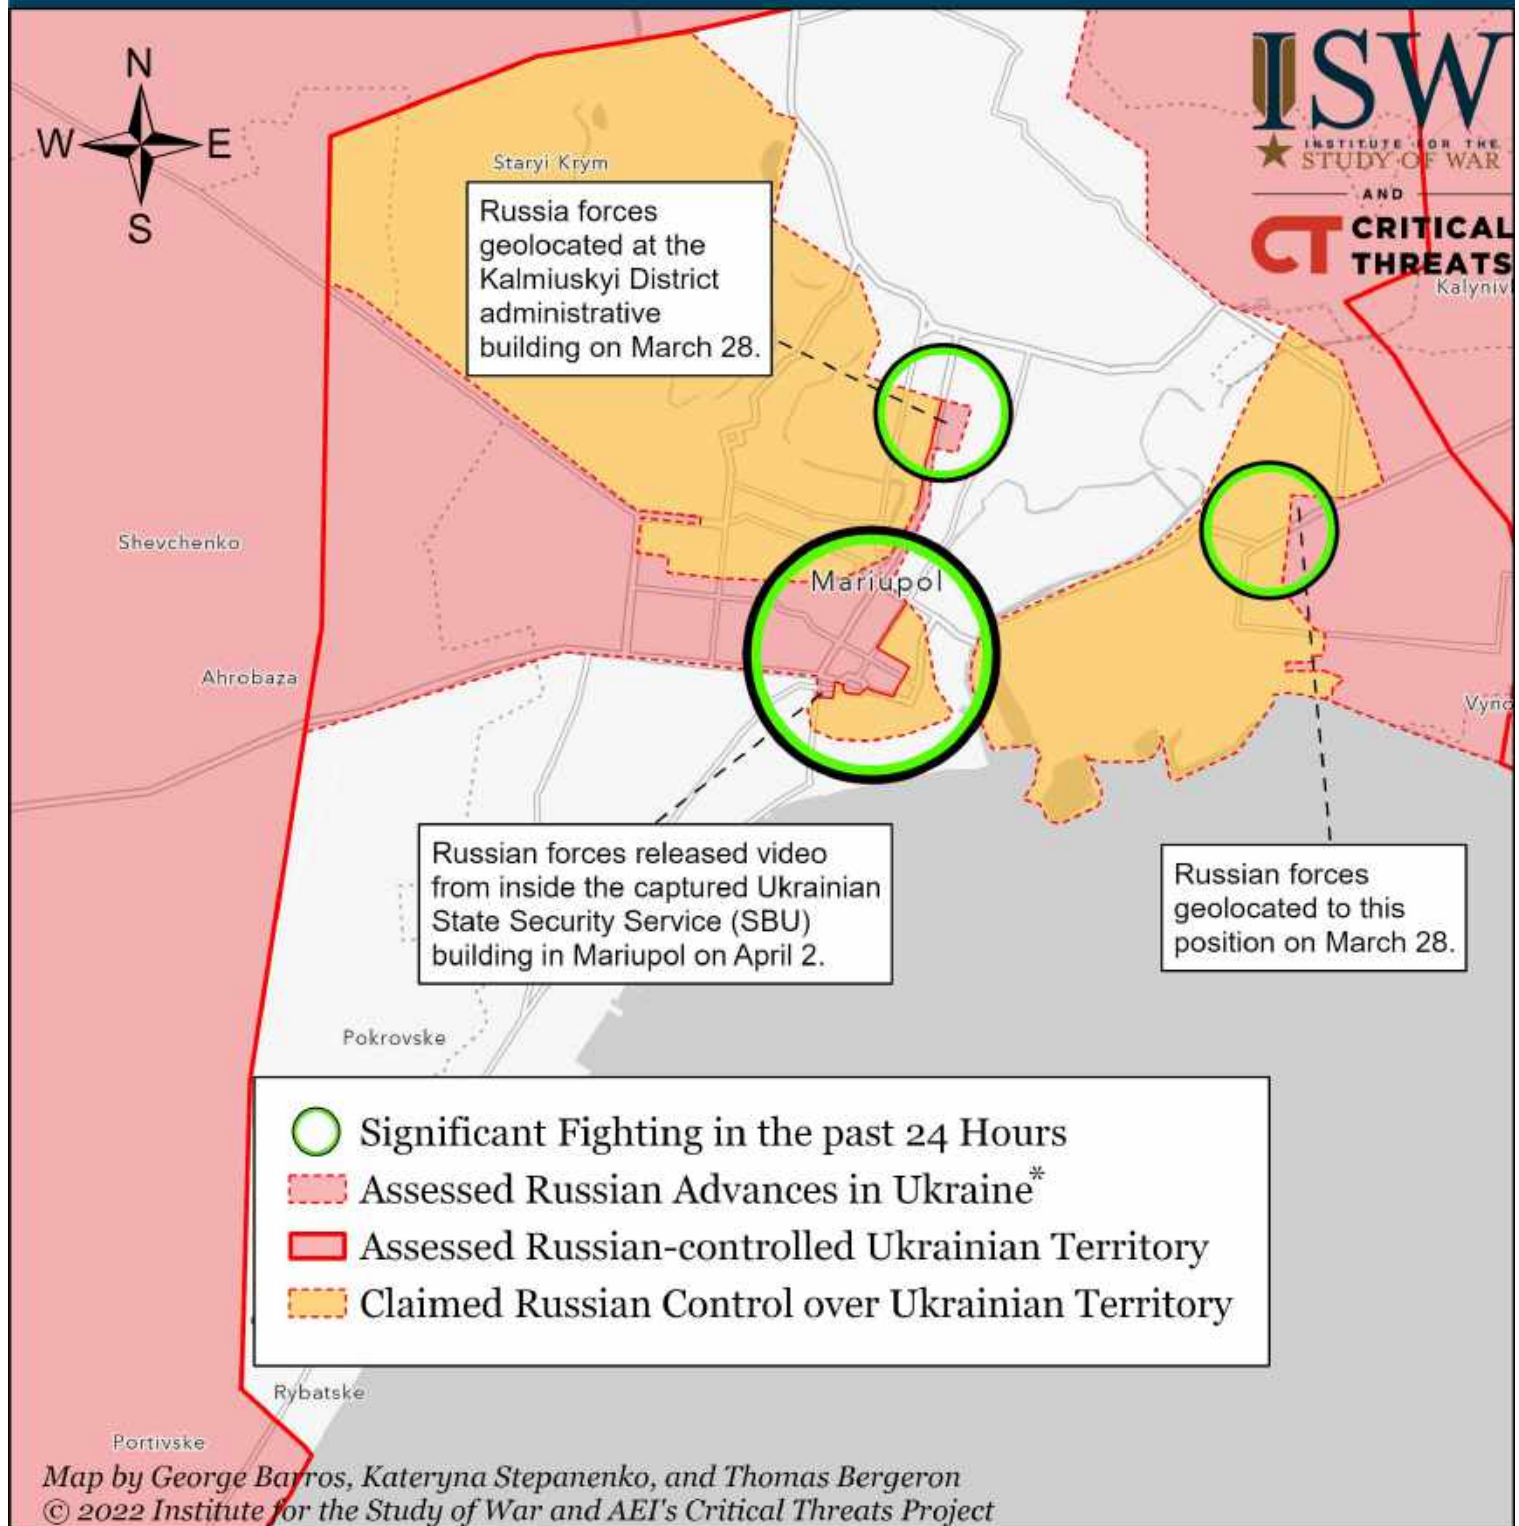 N
W
E
S
ISW
INSTITUTE FOR THE
STUDY OF WAR
AND
CT CRITICAL
THREATS
Kalyniv
Staryi Krym
Russia forces
geolocated at the
Kalmiuskyi District
administrative
building on March 28.
Shevchenko
Mariupol
Ahrobaza
Vyno
Russian forces released video
from inside the captured Ukrainian
State Security Service (SBU)
building in Mariupol on April 2.
Russian forces
geolocated to this
position on March 28.
Pokrovske
Significant Fighting in the past 24 Hours
Assessed Russian Advances in Ukraine*
Assessed Russian-controlled Ukrainian Territory
Claimed Russian Control over Ukrainian Territory
Rybatske
Portivske
Map by George Barros, Kateryna Stepanenko, and Thomas Bergeron
© 2022 Institute for the Study of War and AEI's Critical Threats Project